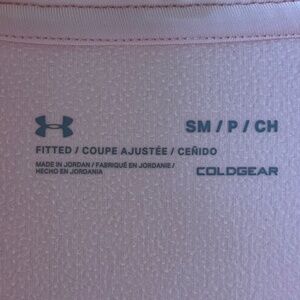 SM / P / CH
FITTED / COUPE AJUSTÉE / CEÑIDO
MADE IN JORDAN / FABRIQUÉ EN JORDANIE /
HECHO EN JORDANIA
COLDGEAR